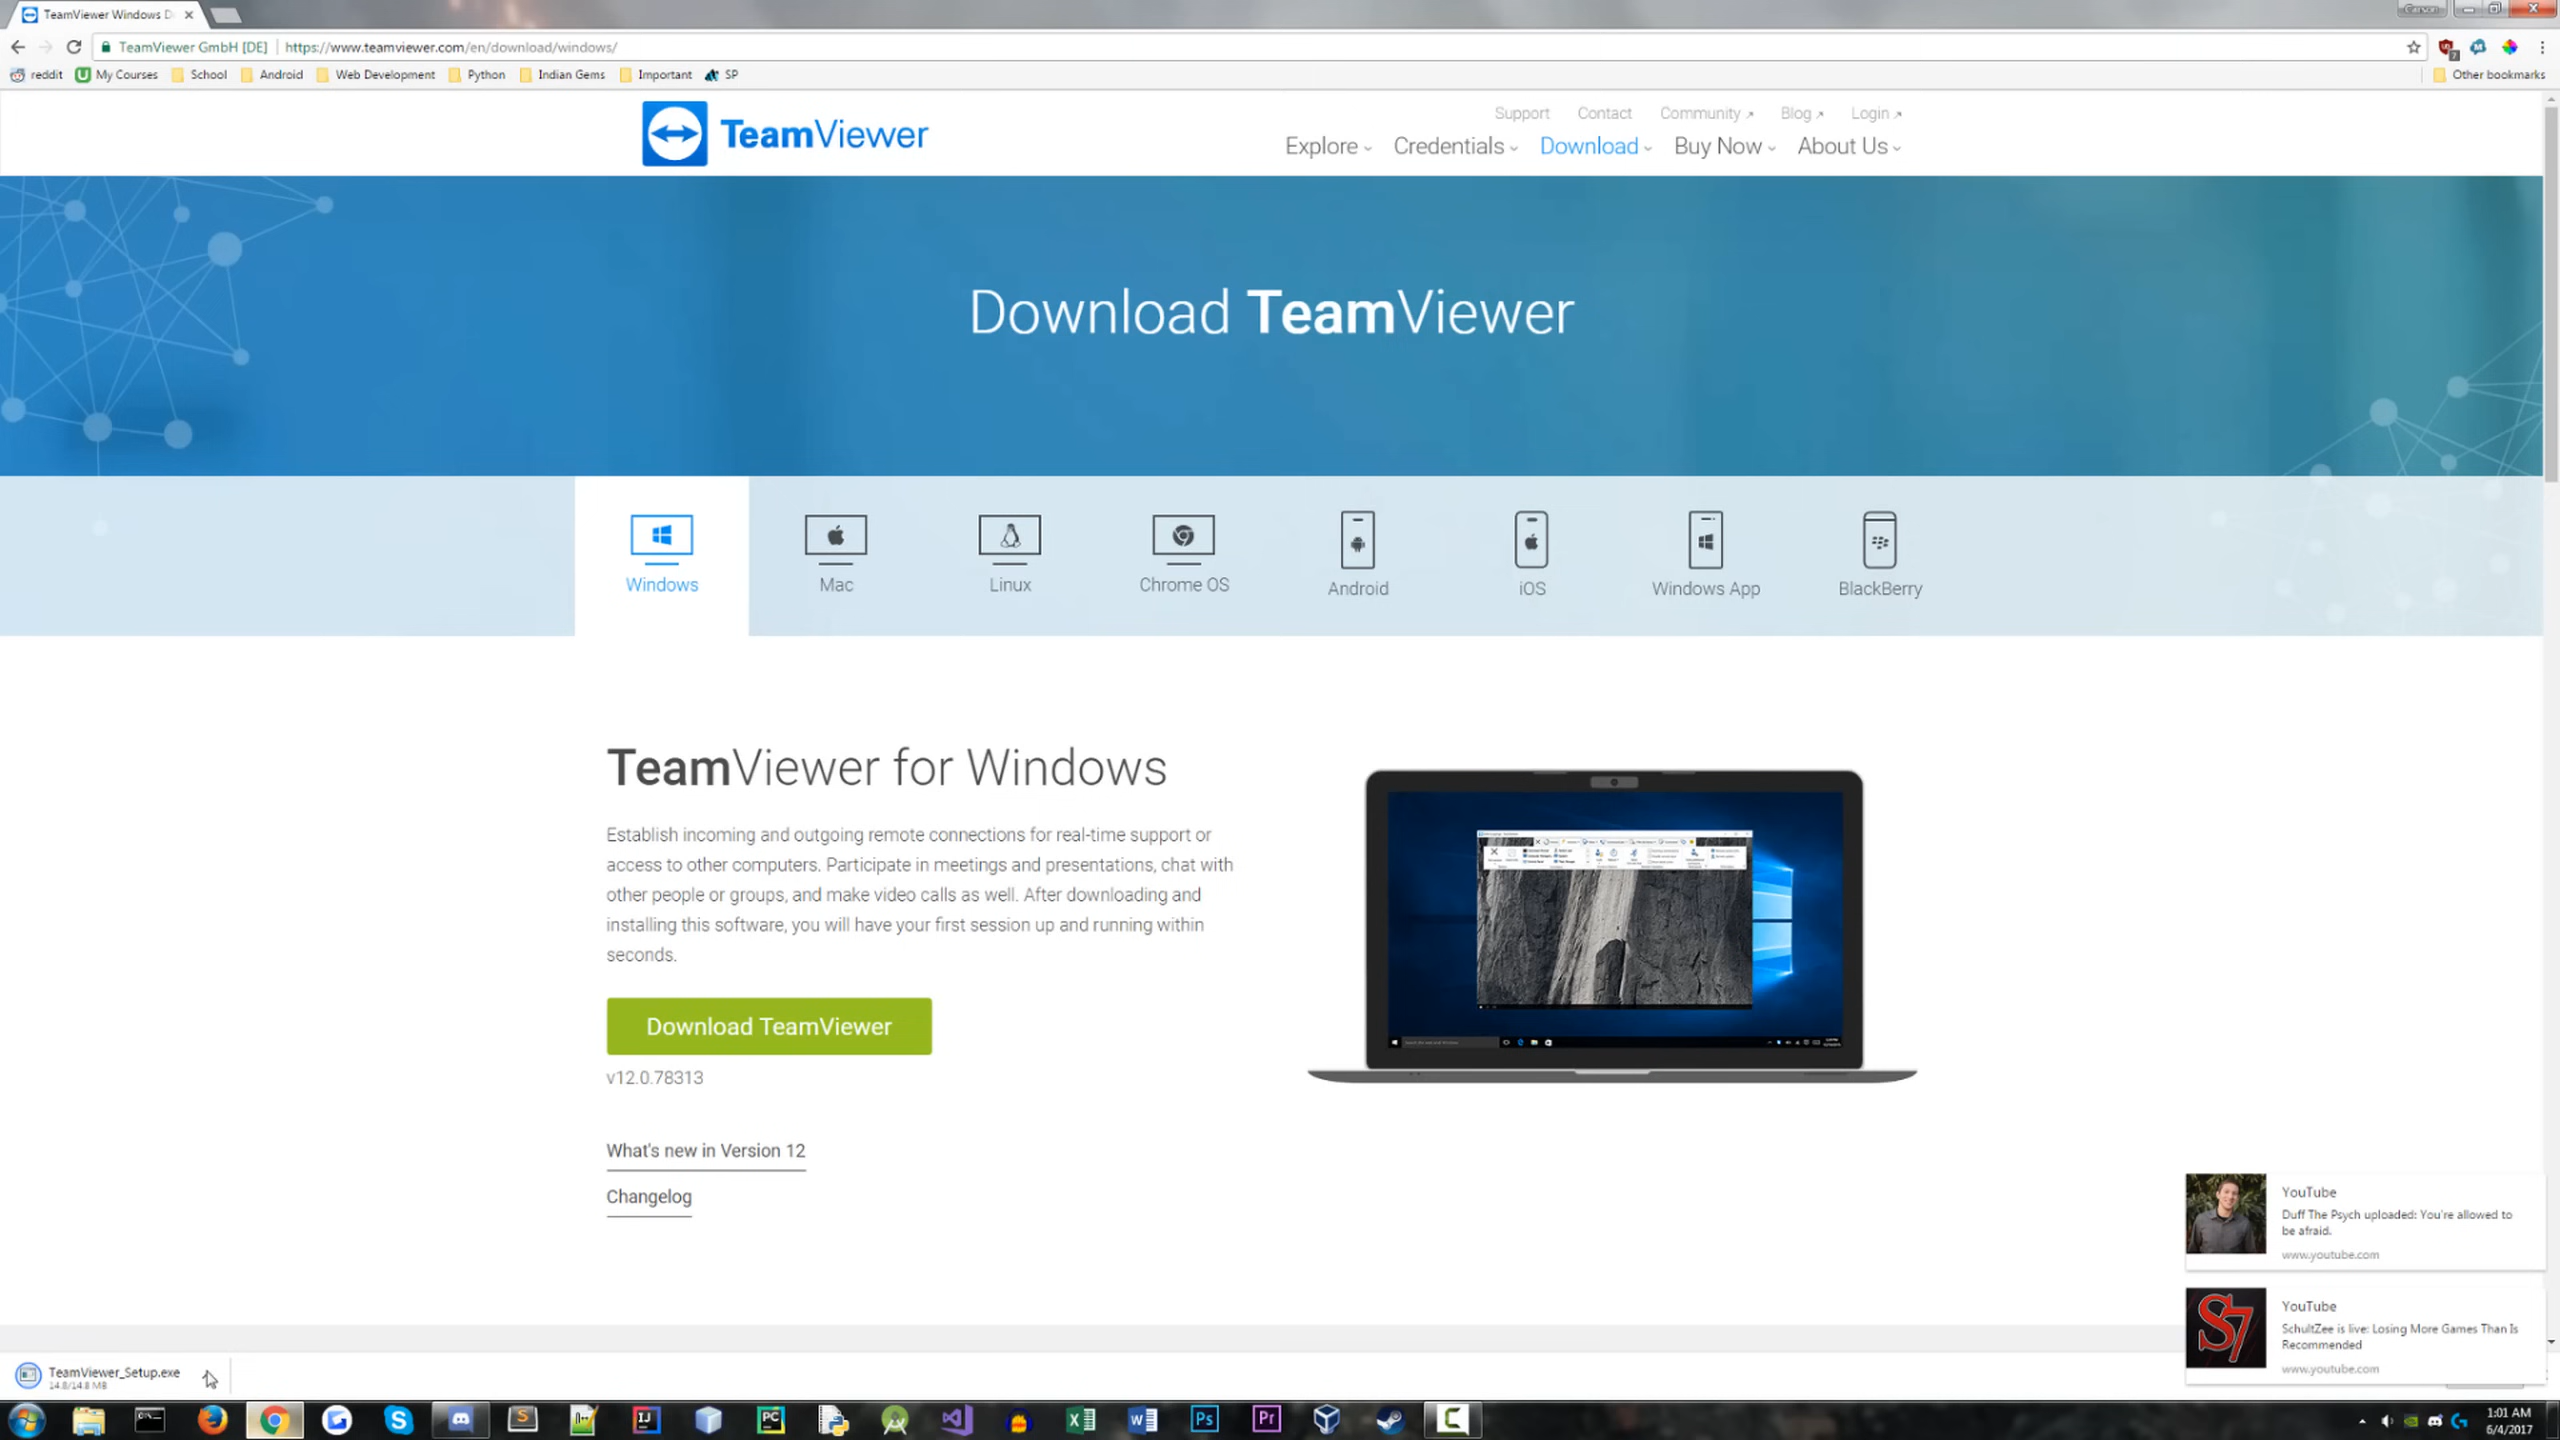 TeamViewer Windows D
Carson
TeamViewer GmbH [DE] https://www.teamviewer.com/en/download/windows/
reddit My Courses School Android Web Development Python Indian Gems Important SP Other bookmarks
Support Contact Community Blog Login
TeamViewer
Explore Credentials Download Buy Now About Us
Download TeamViewer
Windows Mac Linux Chrome OS Android iOS Windows App BlackBerry
TeamViewer for Windows
Establish incoming and outgoing remote connections for real-time support or
access to other computers. Participate in meetings and presentations, chat with
other people or groups, and make video calls as well. After downloading and
installing this software, you will have your first session up and running within
seconds.
Download TeamViewer
v12.0.78313
What's new in Version 12
Changelog
YouTube
Duff The Psych uploaded: You're allowed to
be afraid.
www.youtube.com
S7
YouTube
SchultZee is live: Losing More Games Than Is
Recommended
www.youtube.com
TeamViewer_Setup.exe
14.8/14.8 MB
1:01 AM
6/4/2017